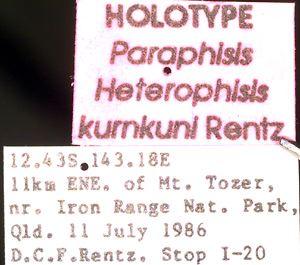 HOLOTYPE
Paraphisis
Heterophisis
kumkuni Rentz
12.43S 143.18E
11km ENE. of Mt. Tozer,
nr. Iron Range Nat. Park,
Qld. 11 July 1986
D.C.F.Rentz. Stop I-20